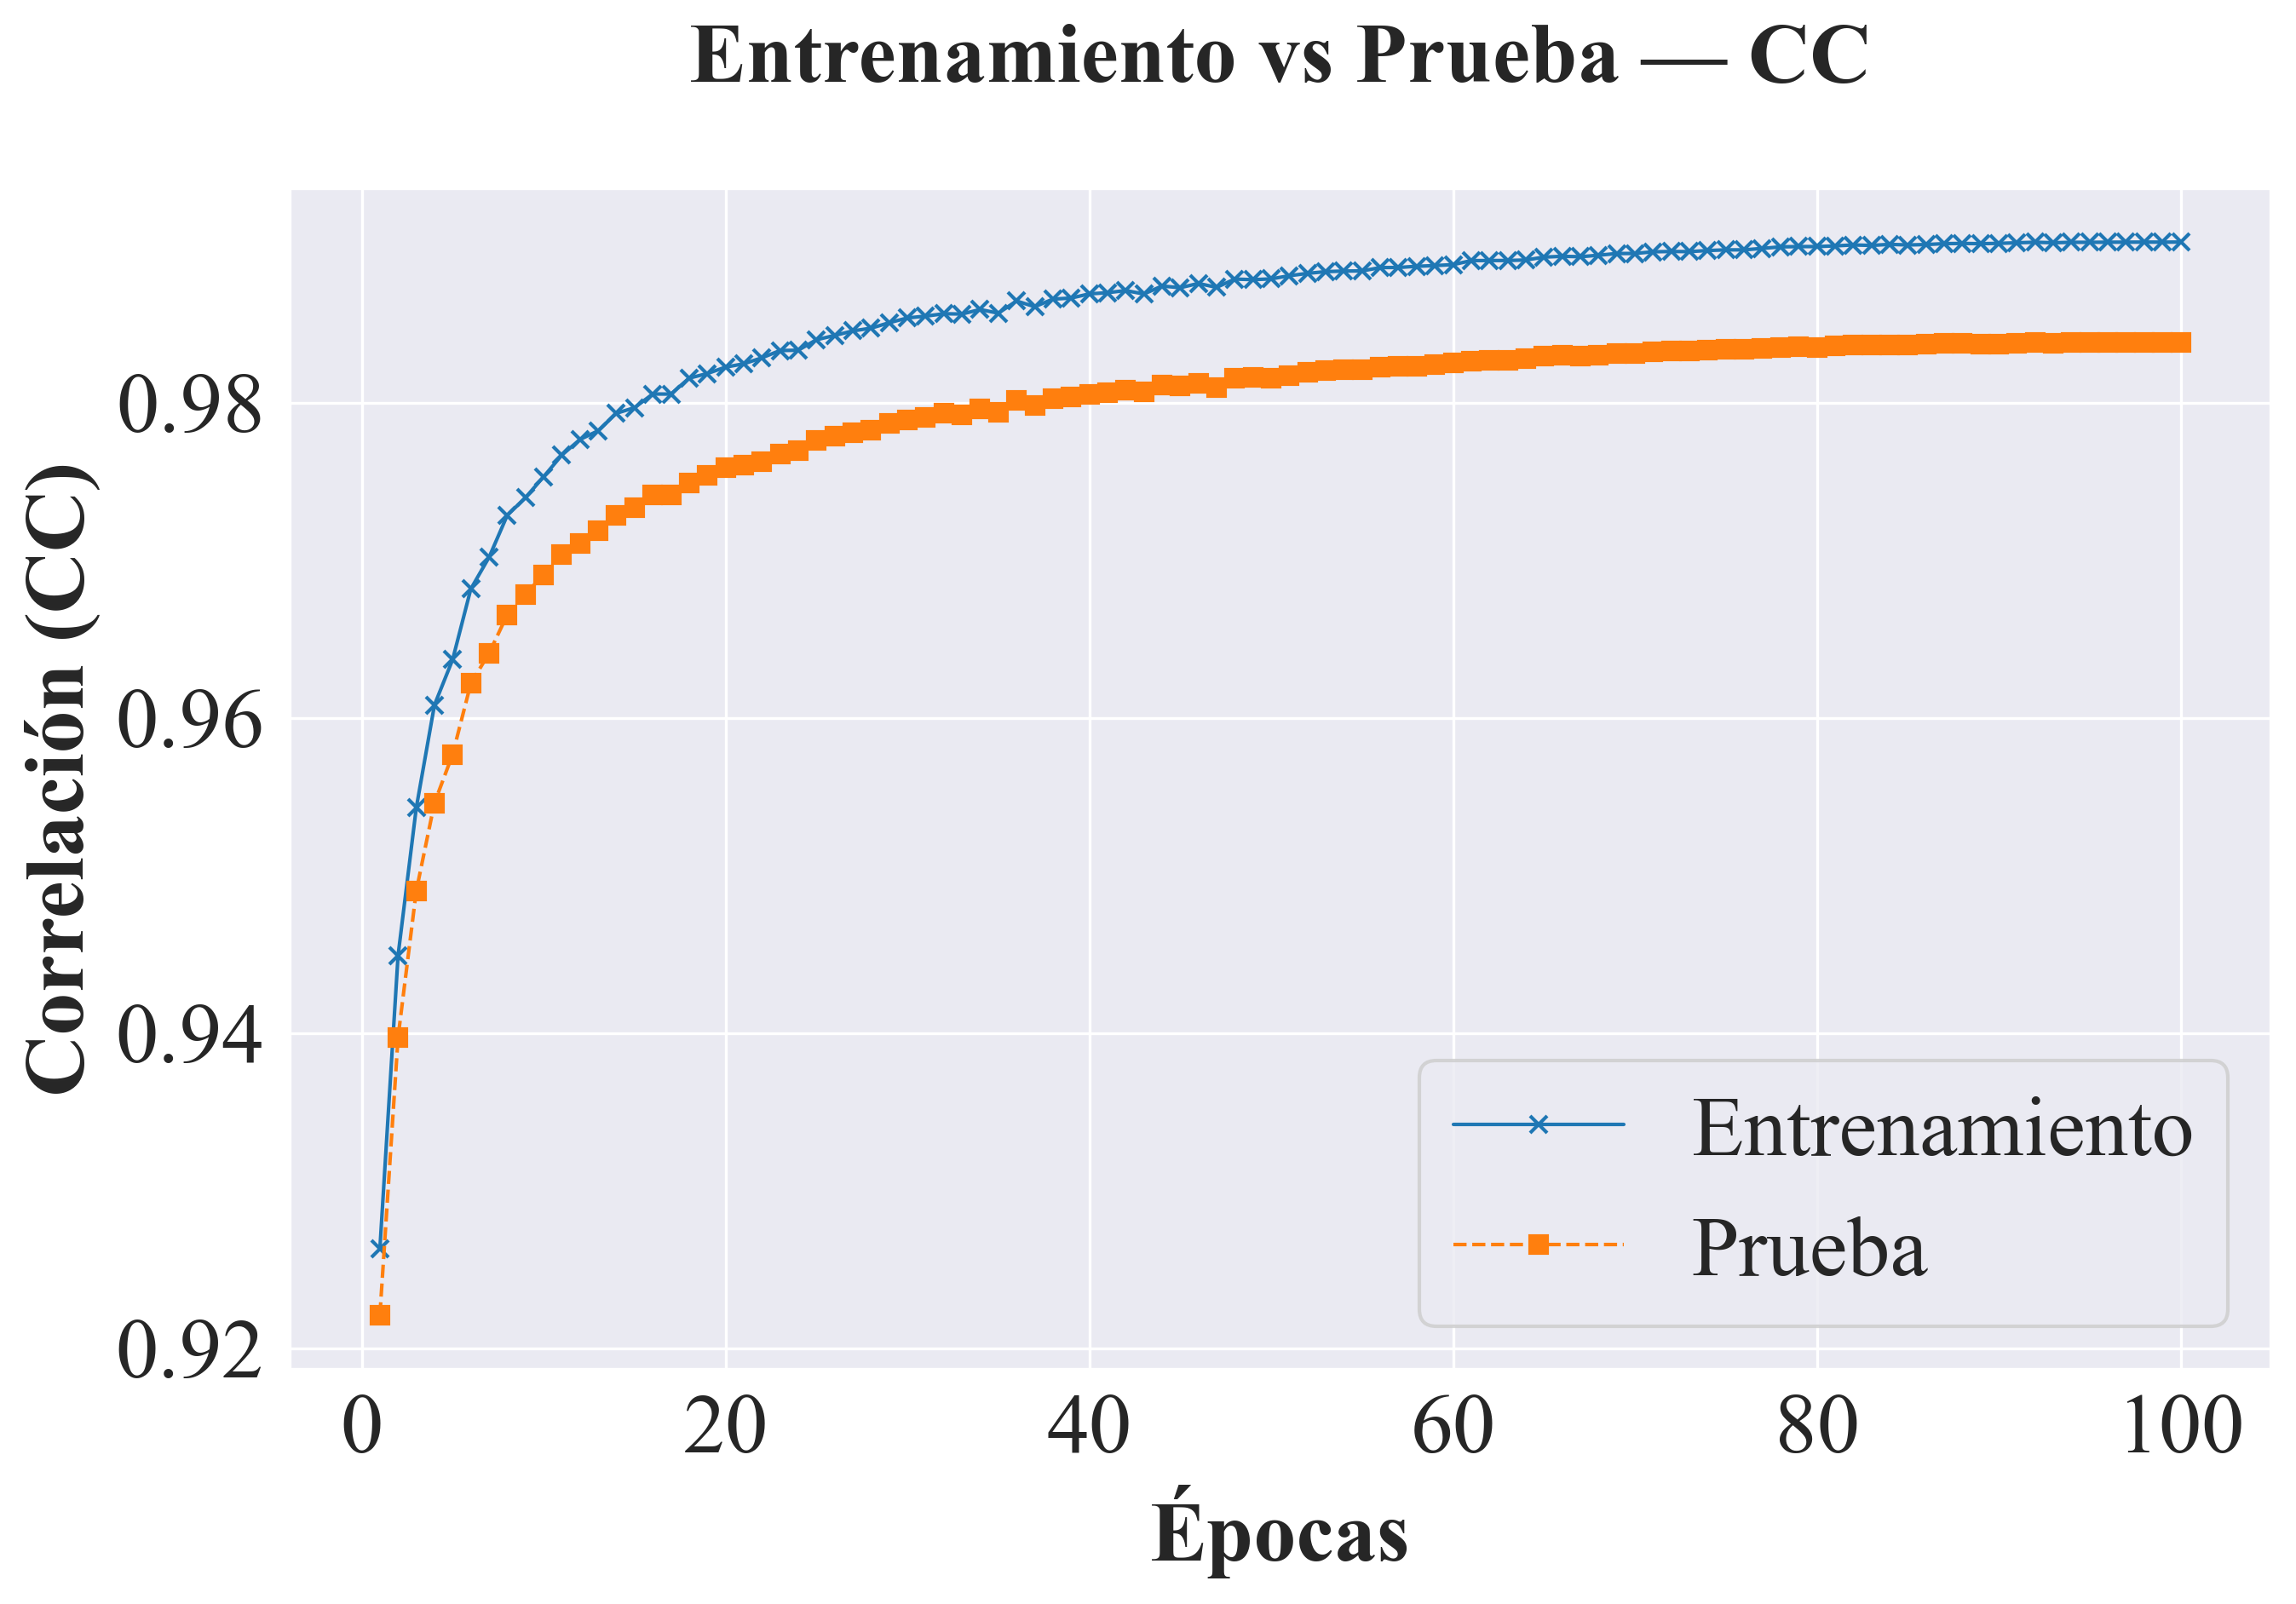 Entrenamiento vs Prueba — CC
Correlación (CC)
0.98
0.96
0.94
0.92
Entrenamiento
Prueba
0 20 40 60 80 100
Épocas